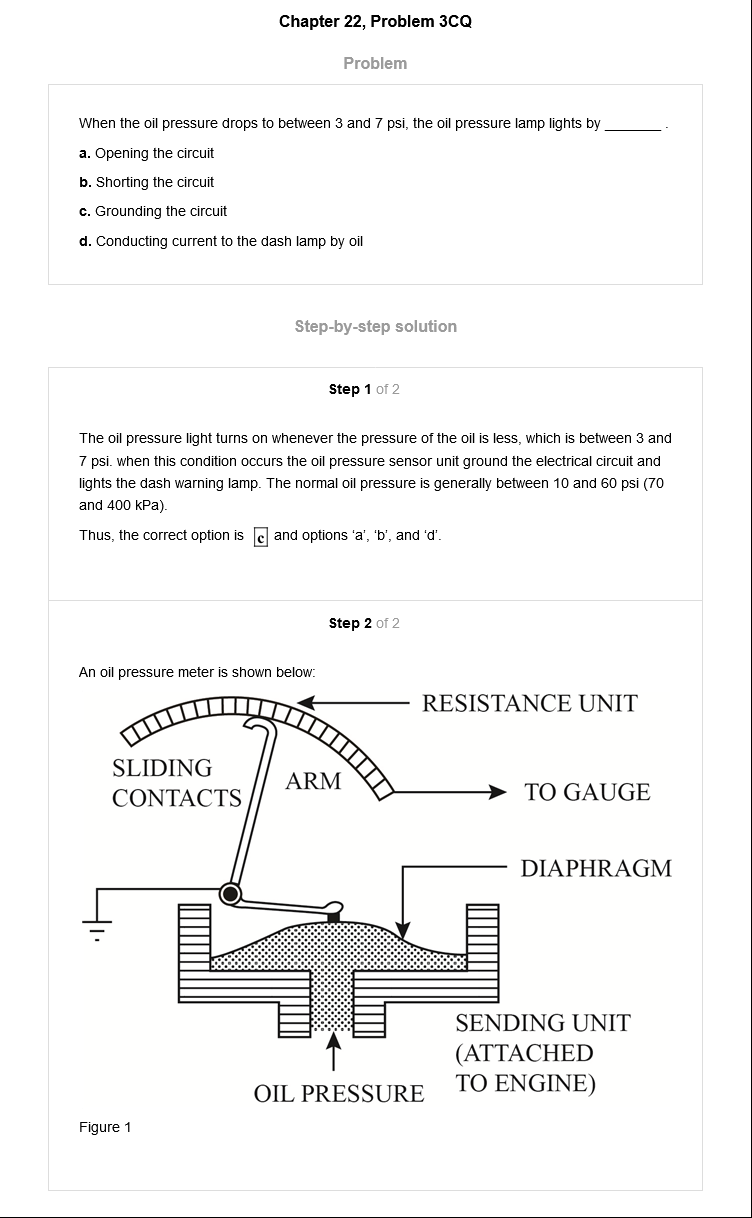 Chapter 22, Problem 3CQ
Problem
When the oil pressure drops to between 3 and 7 psi, the oil pressure lamp lights by _______ .
a. Opening the circuit
b. Shorting the circuit
c. Grounding the circuit
d. Conducting current to the dash lamp by oil
Step-by-step solution
Step 1 of 2
The oil pressure light turns on whenever the pressure of the oil is less, which is between 3 and
7 psi. when this condition occurs the oil pressure sensor unit ground the electrical circuit and
lights the dash warning lamp. The normal oil pressure is generally between 10 and 60 psi (70
and 400 kPa).
Thus, the correct option is c and options ‘a’, ‘b’, and ‘d’.
Step 2 of 2
An oil pressure meter is shown below:
RESISTANCE UNIT
SLIDING
CONTACTS
ARM
TO GAUGE
DIAPHRAGM
SENDING UNIT
(ATTACHED
TO ENGINE)
OIL PRESSURE
Figure 1